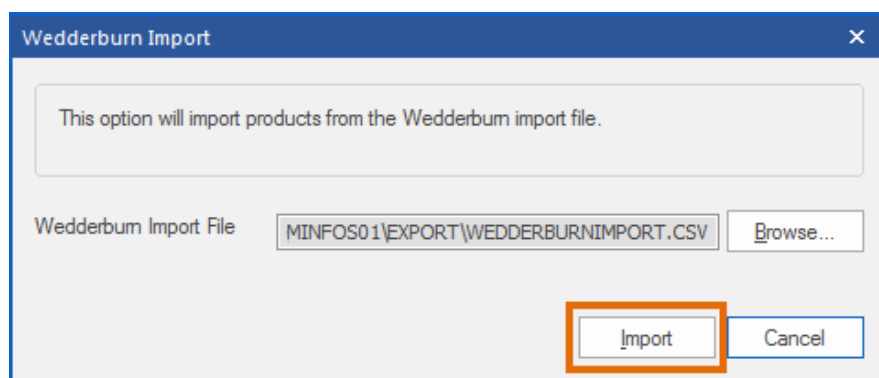 Wedderburn Import
This option will import products from the Wedderburn import file.
Wedderburn Import File MINFOS01\EXPORT\WEDDERBURNIMPORT.CSV Browse...
Import Cancel